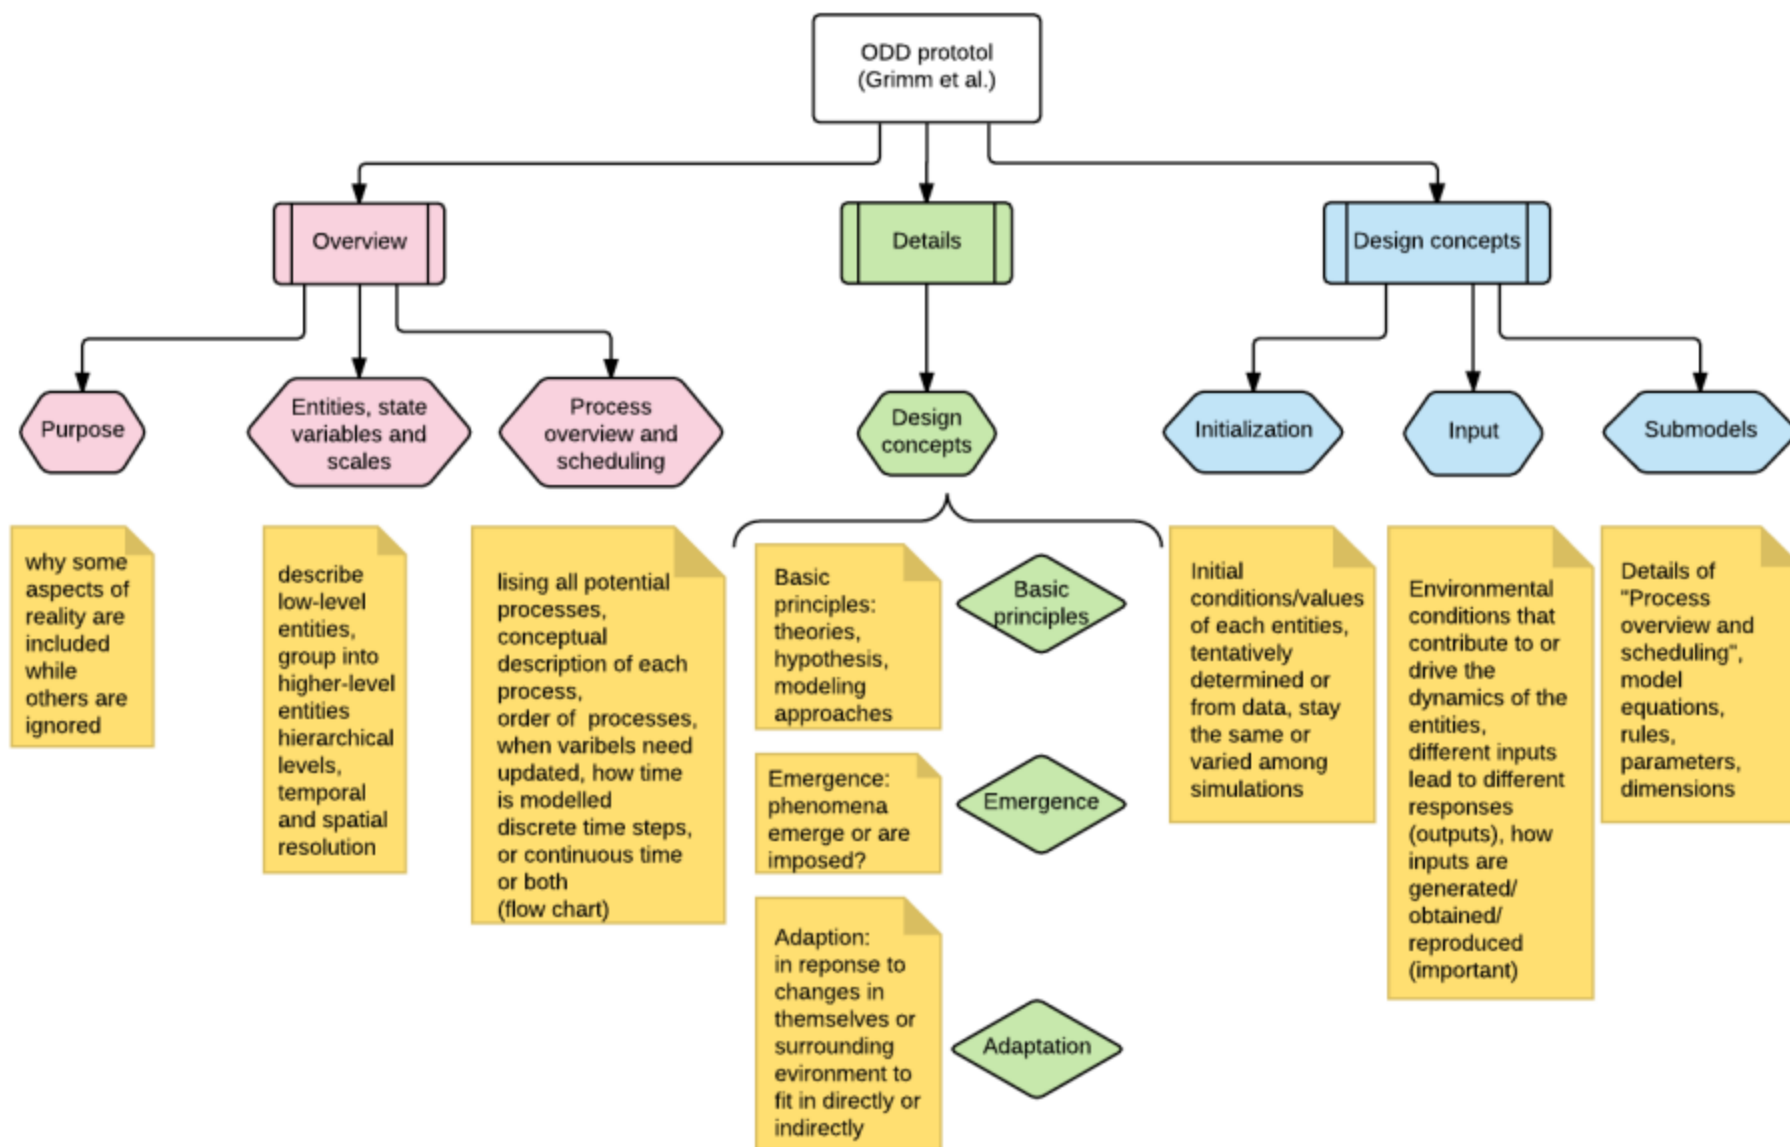 ODD prototol
(Grimm et al.)
Overview
Details
Design concepts
Purpose
Entities, state
variables and
scales
Process
overview and
scheduling
Design
concepts
Initialization
Input
Submodels
why some
aspects of
reality are
included
while
others are
ignored
describe
low-level
entities,
group into
higher-level
entities
hierarchical
levels,
temporal
and spatial
resolution
lising all potential
processes,
conceptual
description of each
process,
order of  processes,
when varibels need
updated, how time
is modelled
discrete time steps,
or continuous time
or both
(flow chart)
Basic
principles:
theories,
hypothesis,
modeling
approaches
Basic
principles
Emergence:
phenomena
emerge or are
imposed?
Emergence
Adaption:
in reponse to
changes in
themselves or
surrounding
evironment to
fit in directly or
indirectly
Adaptation
Initial
conditions/values
of each entities,
tentatively
determined or
from data, stay
the same or
varied among
simulations
Environmental
conditions that
contribute to or
drive the
dynamics of the
entities,
different inputs
lead to different
responses
(outputs), how
inputs are
generated/
obtained/
reproduced
(important)
Details of
"Process
overview and
scheduling",
model
equations,
rules,
parameters,
dimensions